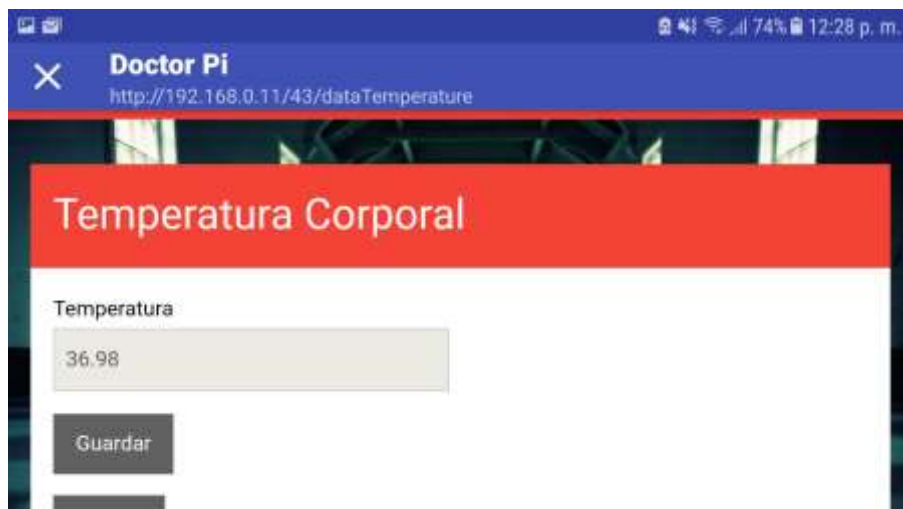 74% 12:28 p. m.
Doctor Pi
http://192.168.0.11/43/dataTemperature
Temperatura Corporal
Temperatura
36.98
Guardar